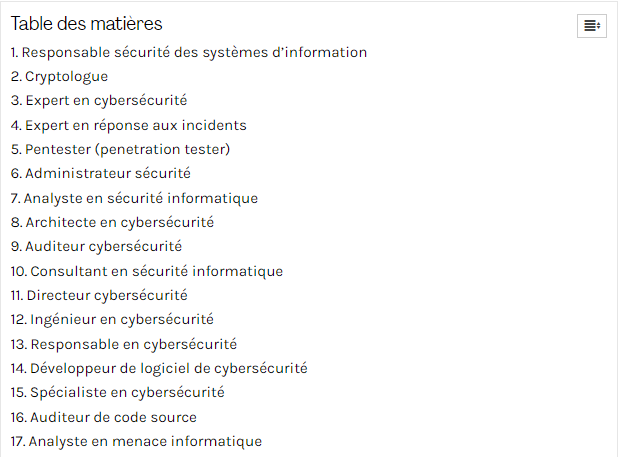 Table des matières
1. Responsable sécurité des systèmes d’information
2. Cryptologue
3. Expert en cybersécurité
4. Expert en réponse aux incidents
5. Pentester (penetration tester)
6. Administrateur sécurité
7. Analyste en sécurité informatique
8. Architecte en cybersécurité
9. Auditeur cybersécurité
10. Consultant en sécurité informatique
11. Directeur cybersécurité
12. Ingénieur en cybersécurité
13. Responsable en cybersécurité
14. Développeur de logiciel de cybersécurité
15. Spécialiste en cybersécurité
16. Auditeur de code source
17. Analyste en menace informatique